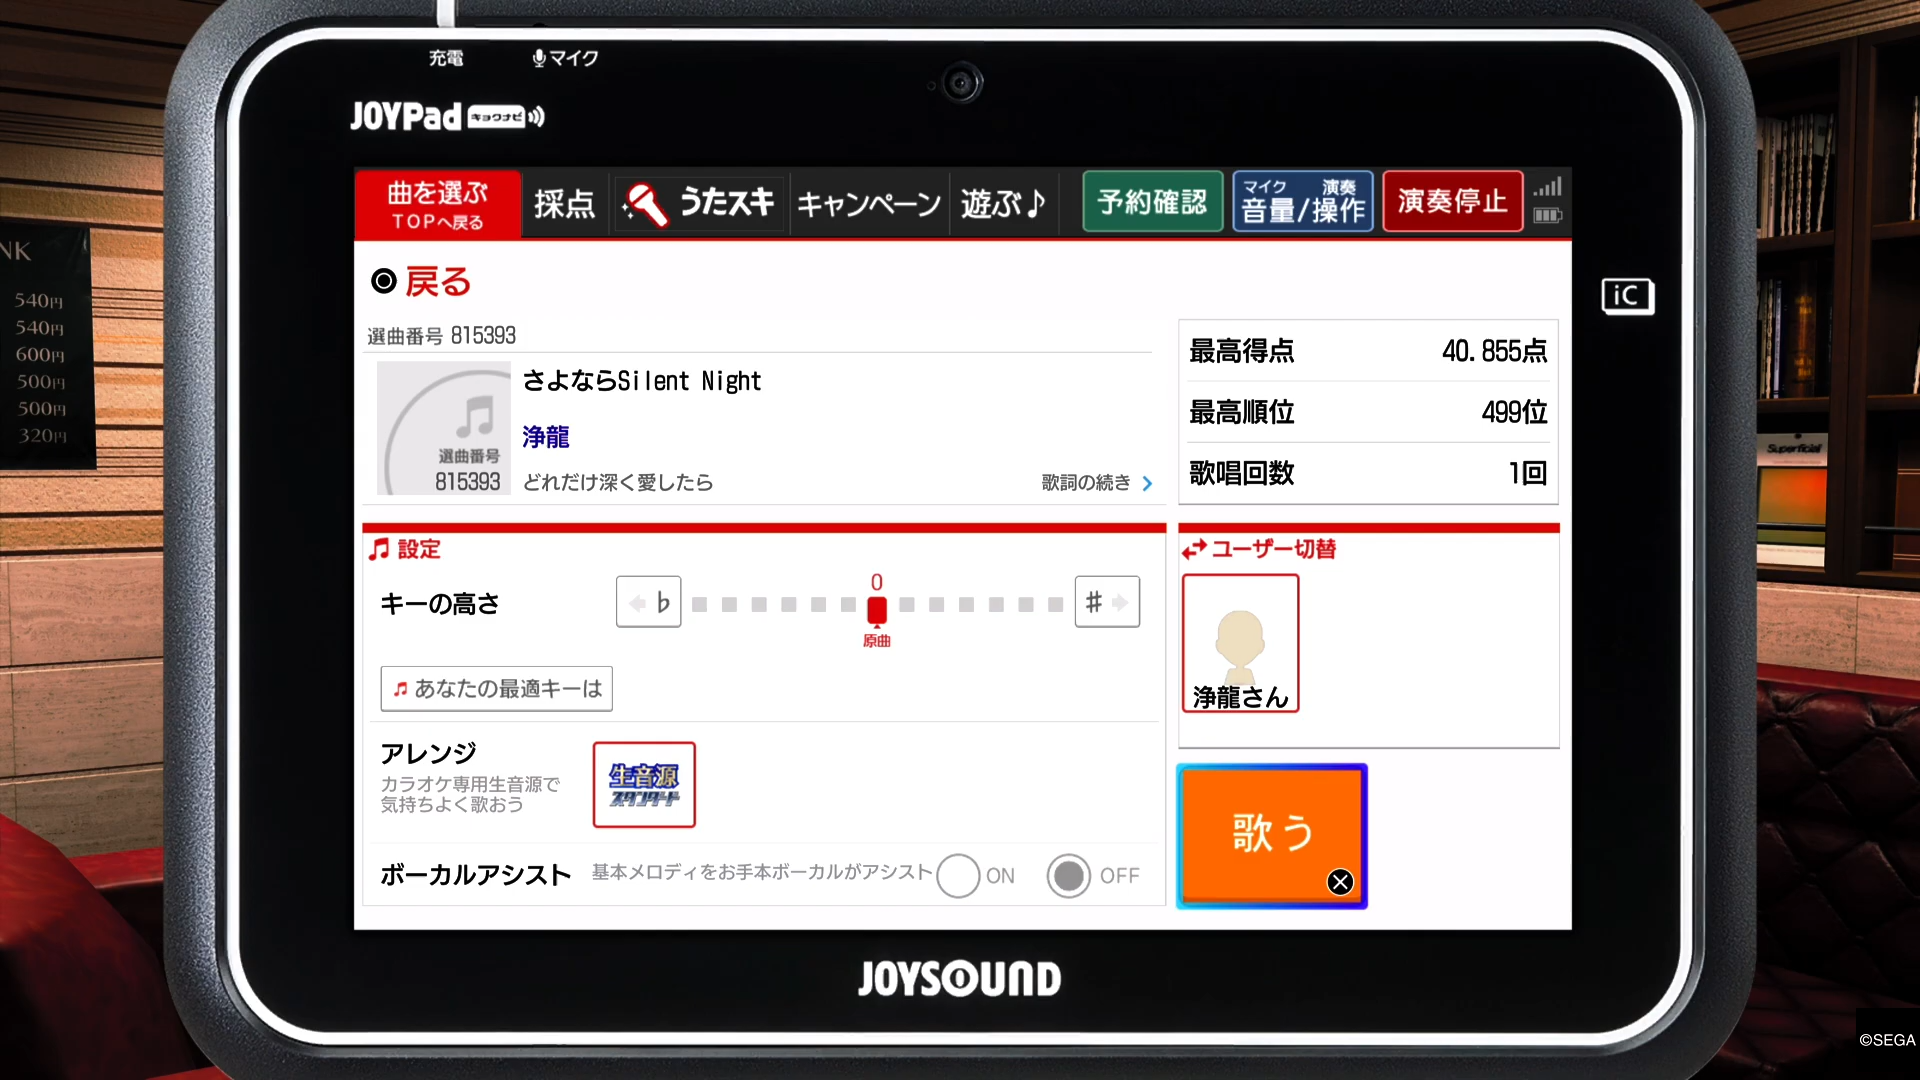 充電
マイク
JOYPad キョクナビ
曲を選ぶ
TOPへ戻る
採点
うたスキ
キャンペーン
遊ぶ♪
予約確認
マイク 演奏
音量/操作
演奏停止
NK
540円
540円
600円
500円
500円
320円
iC
戻る
選曲番号 815393
さよならSilent Night
浄龍
選曲番号
815393
どれだけ深く愛したら
歌詞の続き
最高得点 40.855点
最高順位 499位
歌唱回数 1回
Superficial
設定
キーの高さ
♭
0
原曲
♯
あなたの最適キーは
アレンジ
カラオケ専用生音源で
気持ちよく歌おう
生音源
スタンダード
ボーカルアシスト
基本メロディをお手本ボーカルがアシスト
ON
OFF
ユーザー切替
浄龍さん
歌う
JOYSOUND
©SEGA